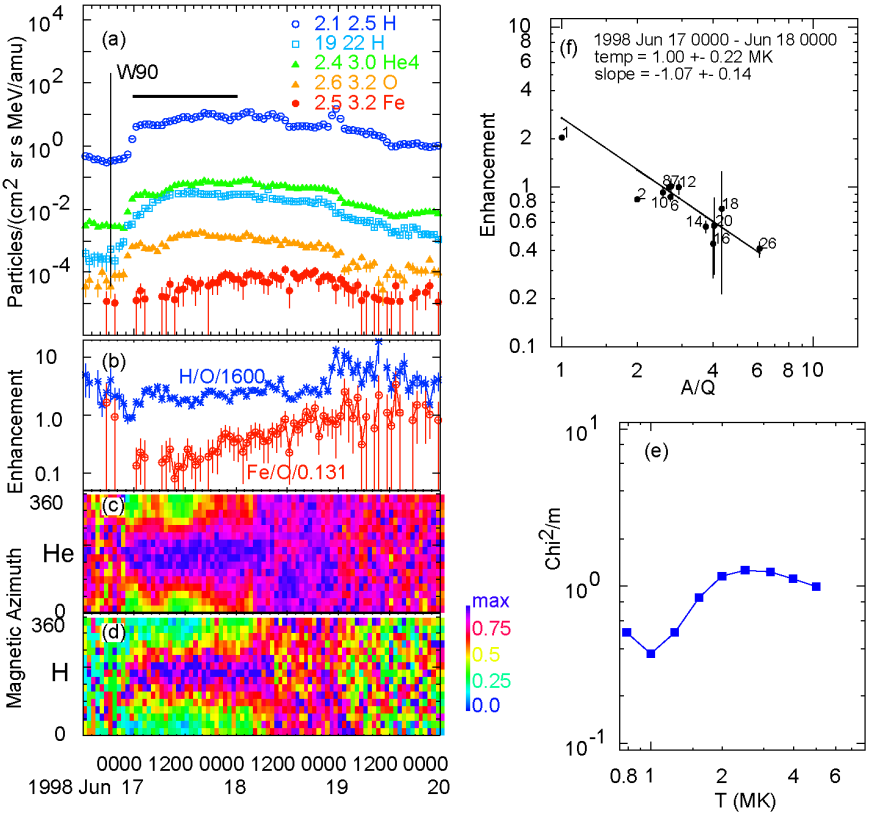 (a)
2.1 2.5 H
19 22 H
2.4 3.0 He4
2.6 3.2 O
2.5 3.2 Fe
W90
10^4
10^2
10^0
10^-2
10^-4
Particles/(cm^2 sr s MeV/amu)
(b)
H/O/1600
Fe/O/0.131
10
1.0
0.1
Enhancement
(c)
360
He
0
(d)
360
H
0
Magnetic Azimuth
max
0.75
0.5
0.25
0.0
0000 1200 0000 1200 0000 1200 0000
1998 Jun 17 18 19 20
(f)
1998 Jun 17 0000 - Jun 18 0000
temp = 1.00 +- 0.22 MK
slope = -1.07 +- 0.14
10
4
2
1
0.8
0.6
0.4
0.2
0.1
Enhancement
1
2
8
7
12
10
6
14
18
20
16
26
1 2 4 6 8 10
A/Q
(e)
10^1
10^0
10^-1
Chi^2/m
0.8 1 2 4 6
T (MK)